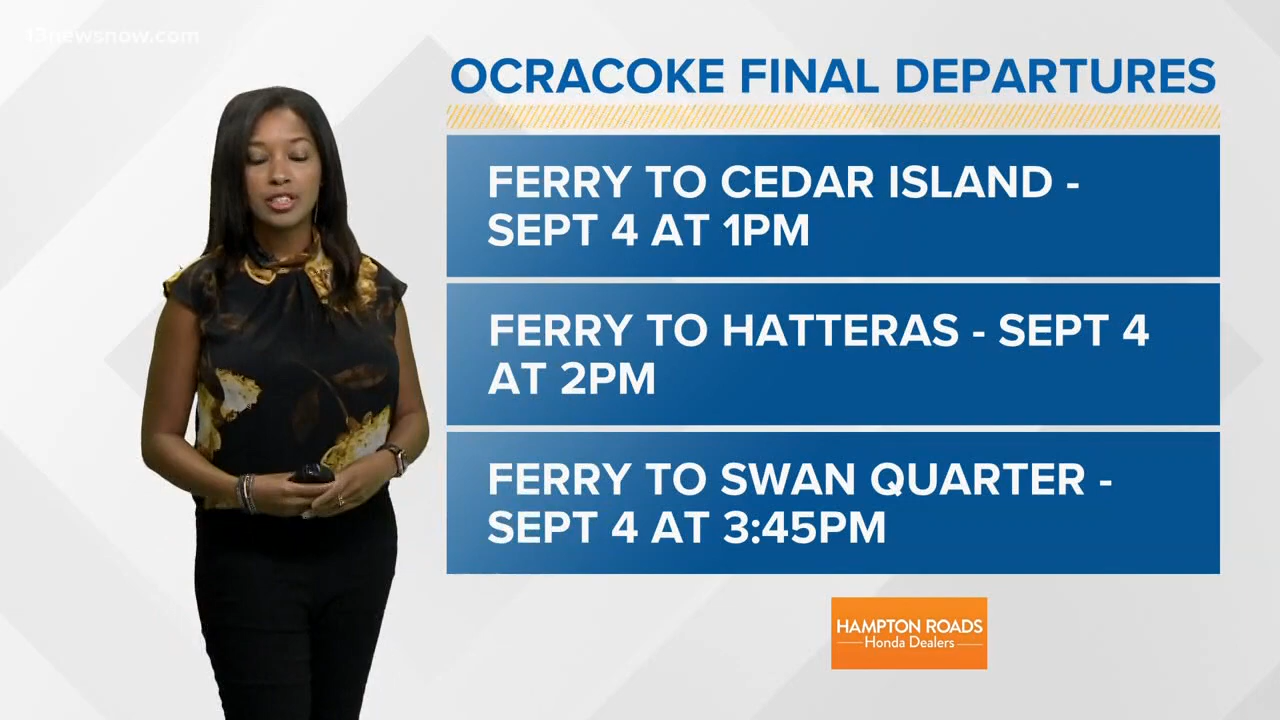 13newsnow.com
OCRACOKE FINAL DEPARTURES
FERRY TO CEDAR ISLAND -
SEPT 4 AT 1PM
FERRY TO HATTERAS - SEPT 4
AT 2PM
FERRY TO SWAN QUARTER -
SEPT 4 AT 3:45PM
HAMPTON ROADS
Honda Dealers